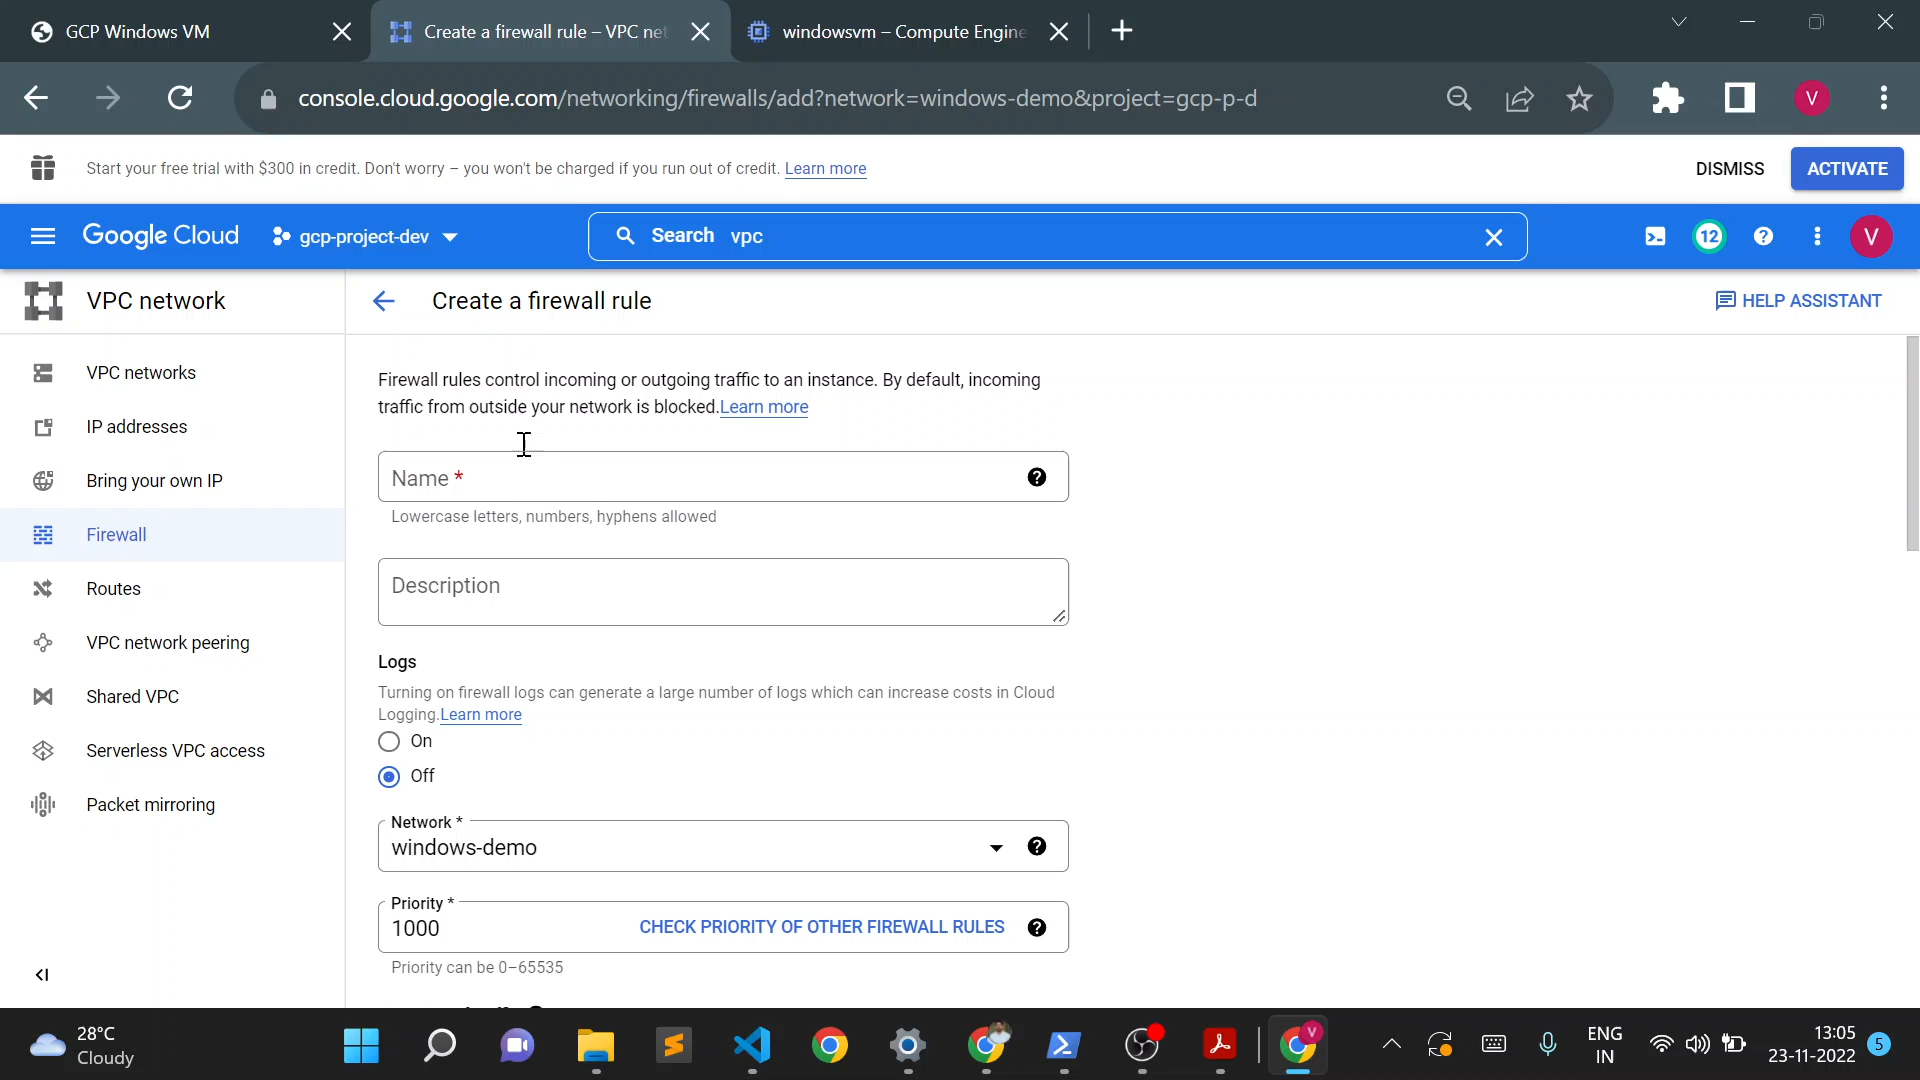 GCP Windows VM
Create a firewall rule – VPC net
windowsvm – Compute Engine
console.cloud.google.com/networking/firewalls/add?network=windows-demo&project=gcp-p-d
V
Start your free trial with $300 in credit. Don't worry – you won't be charged if you run out of credit. Learn more
DISMISS
ACTIVATE
Google Cloud
gcp-project-dev
Search vpc
12
V
VPC network
Create a firewall rule
HELP ASSISTANT
VPC networks
IP addresses
Bring your own IP
Firewall
Routes
VPC network peering
Shared VPC
Serverless VPC access
Packet mirroring
Firewall rules control incoming or outgoing traffic to an instance. By default, incoming
traffic from outside your network is blocked. Learn more
Name *
Lowercase letters, numbers, hyphens allowed
Description
Logs
Turning on firewall logs can generate a large number of logs which can increase costs in Cloud
Logging. Learn more
On
Off
Network *
windows-demo
Priority *
1000
CHECK PRIORITY OF OTHER FIREWALL RULES
Priority can be 0–65535
28°C
Cloudy
V
ENG
IN
13:05
23-11-2022
5